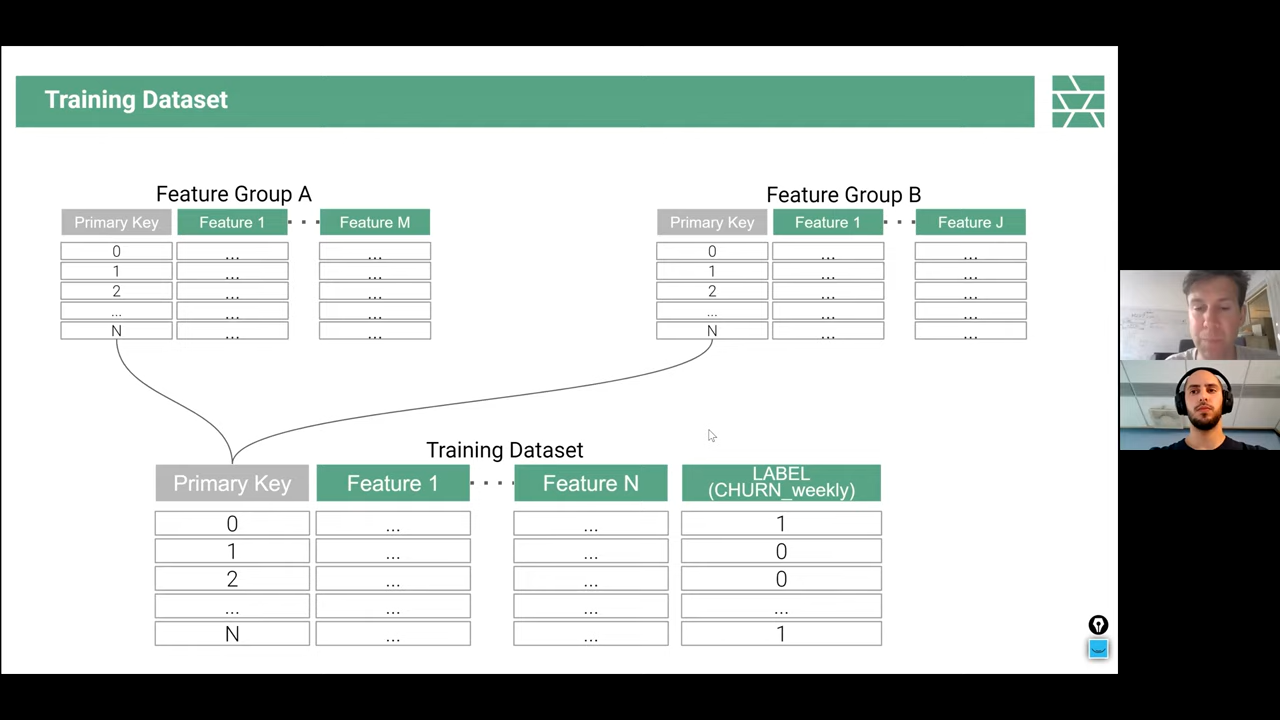 Training Dataset
Feature Group A
Primary Key Feature 1 ... Feature M
0 ... ...
1 ... ...
2 ... ...
... ... ...
N ... ...
Feature Group B
Primary Key Feature 1 ... Feature J
0 ... ...
1 ... ...
2 ... ...
... ... ...
N ... ...
Training Dataset
Primary Key Feature 1 .... Feature N LABEL
(CHURN_weekly)
0 ... ... 1
1 ... ... 0
2 ... ... 0
... ... ... ...
N ... ... 1